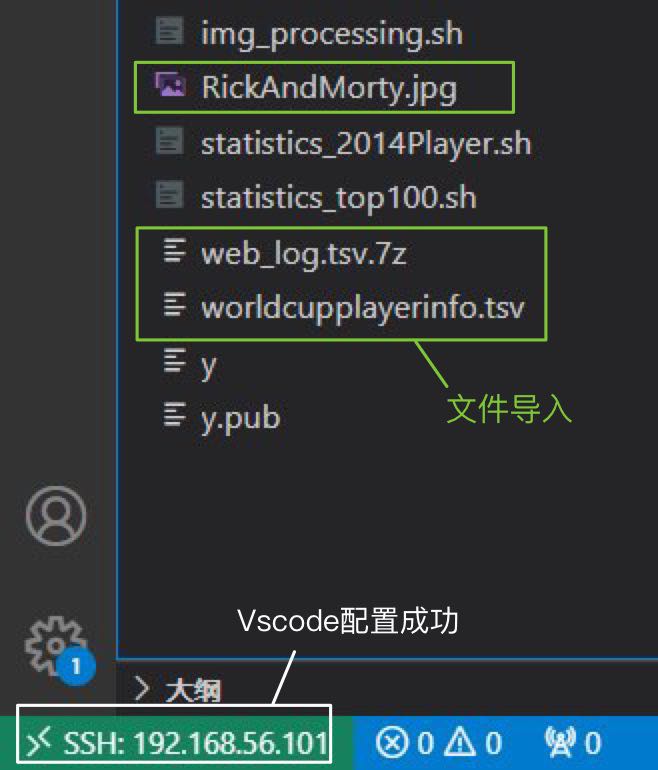 img_processing.sh
RickAndMorty.jpg
statistics_2014Player.sh
statistics_top100.sh
web_log.tsv.7z
worldcupplayerinfo.tsv
y
文件导入
y.pub
Vscode配置成功
1
大纲
SSH: 192.168.56.101 0 0 0